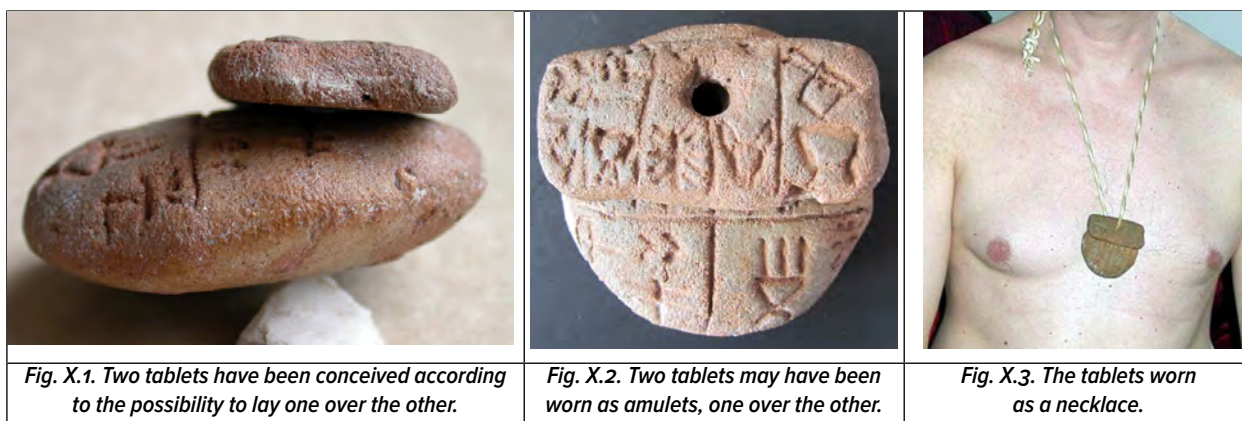 Fig. X.1. Two tablets have been conceived according
to the possibility to lay one over the other.
Fig. X.2. Two tablets may have been
worn as amulets, one over the other.
Fig. X.3. The tablets worn
as a necklace.